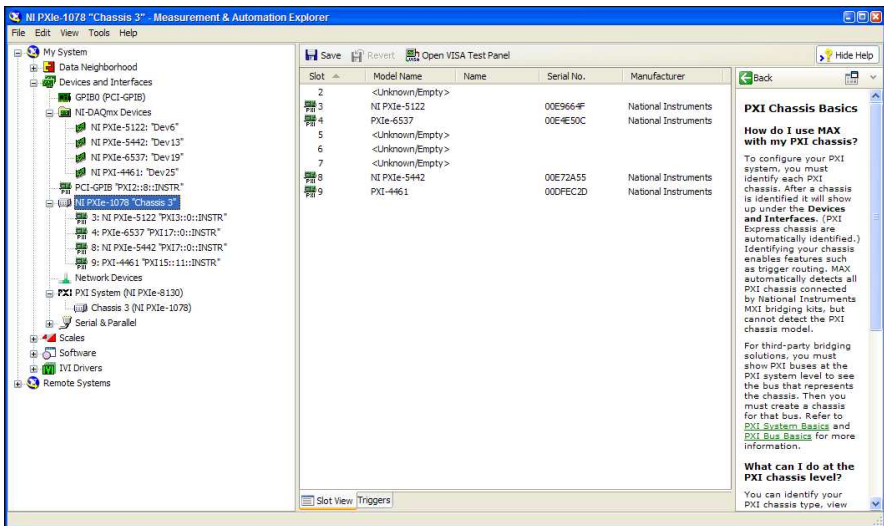 NI PXIe-1078 "Chassis 3" - Measurement & Automation Explorer
File Edit View Tools Help
My System
Data Neighborhood
Devices and Interfaces
GPIB0 (PCI-GPIB)
NI-DAQmx Devices
NI PXIe-5122: "Dev6"
NI PXIe-5442: "Dev13"
NI PXIe-6537: "Dev19"
NI PXI-4461: "Dev25"
PCI-GPIB "PXI2::8::INSTR"
NI PXIe-1078 "Chassis 3"
3: NI PXIe-5122 "PXI3::0::INSTR"
4: PXIe-6537 "PXI17::0::INSTR"
8: NI PXIe-5442 "PXI7::0::INSTR"
9: PXI-4461 "PXI15::11::INSTR"
Network Devices
PXI PXI System (NI PXIe-8130)
Chassis 3 (NI PXIe-1078)
Serial & Parallel
Scales
Software
IVI Drivers
Remote Systems
Save Revert Open VISA Test Panel
Hide Help
Slot Model Name Name Serial No. Manufacturer
2 <Unknown/Empty>
3 NI PXIe-5122 00E9664F National Instruments
4 PXIe-6537 00E4E50C National Instruments
5 <Unknown/Empty>
6 <Unknown/Empty>
7 <Unknown/Empty>
8 NI PXIe-5442 00E72A55 National Instruments
9 PXI-4461 00DFEC2D National Instruments
Slot View Triggers
Back
PXI Chassis Basics
How do I use MAX
with my PXI chassis?
To configure your PXI
system, you must
identify each PXI
chassis. After a chassis
is identified it will show
up under the Devices
and Interfaces. (PXI
Express chassis are
automatically identified.)
Identifying your chassis
enables features such
as trigger routing. MAX
automatically detects all
PXI chassis connected
by National Instruments
MXI bridging kits, but
cannot detect the PXI
chassis model.
For third-party bridging
solutions, you must
show PXI buses at the
PXI system level to see
the bus that represents
the chassis. Then you
must create a chassis
for that bus. Refer to
PXI System Basics and
PXI Bus Basics for more
information.
What can I do at the
PXI chassis level?
You can identify your
PXI chassis type, view